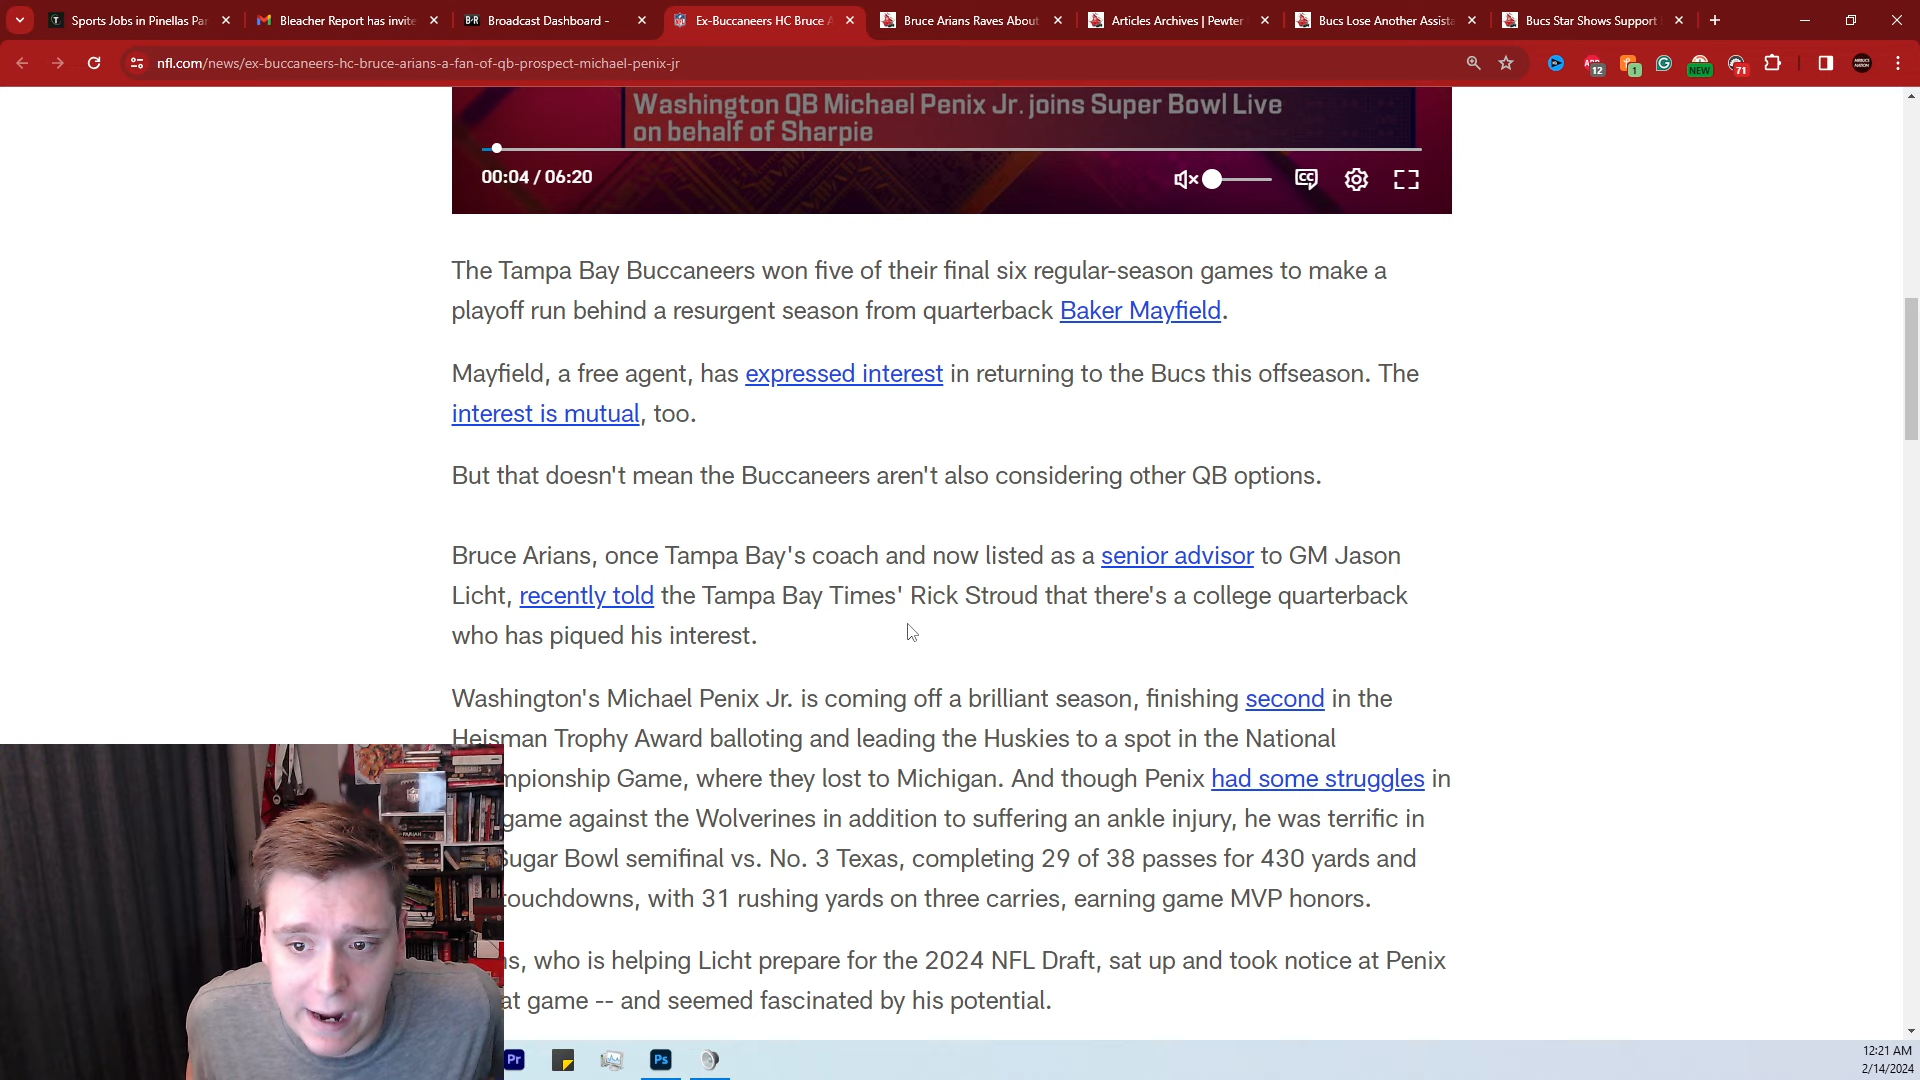 Sports Jobs in Pinellas Pa
Bleacher Report has invite
Broadcast Dashboard -
Ex-Buccaneers HC Bruce A
Bruce Arians Raves About
Articles Archives | Pewter
Bucs Lose Another Assista
Bucs Star Shows Support
nfl.com/news/ex-buccaneers-hc-bruce-arians-a-fan-of-qb-prospect-michael-penix-jr
12
1
NEW
71
Washington QB Michael Penix Jr. joins Super Bowl Live
on behalf of Sharpie
00:04 / 06:20
CC
The Tampa Bay Buccaneers won five of their final six regular-season games to make a
playoff run behind a resurgent season from quarterback Baker Mayfield.
Mayfield, a free agent, has expressed interest in returning to the Bucs this offseason. The
interest is mutual, too.
But that doesn't mean the Buccaneers aren't also considering other QB options.
Bruce Arians, once Tampa Bay's coach and now listed as a senior advisor to GM Jason
Licht, recently told the Tampa Bay Times' Rick Stroud that there's a college quarterback
who has piqued his interest.
Washington's Michael Penix Jr. is coming off a brilliant season, finishing second in the
Heisman Trophy Award balloting and leading the Huskies to a spot in the National
mpionship Game, where they lost to Michigan. And though Penix had some struggles in
game against the Wolverines in addition to suffering an ankle injury, he was terrific in
Sugar Bowl semifinal vs. No. 3 Texas, completing 29 of 38 passes for 430 yards and
touchdowns, with 31 rushing yards on three carries, earning game MVP honors.
ns, who is helping Licht prepare for the 2024 NFL Draft, sat up and took notice at Penix
at game -- and seemed fascinated by his potential.
Pr
Ps
12:21 AM
2/14/2024